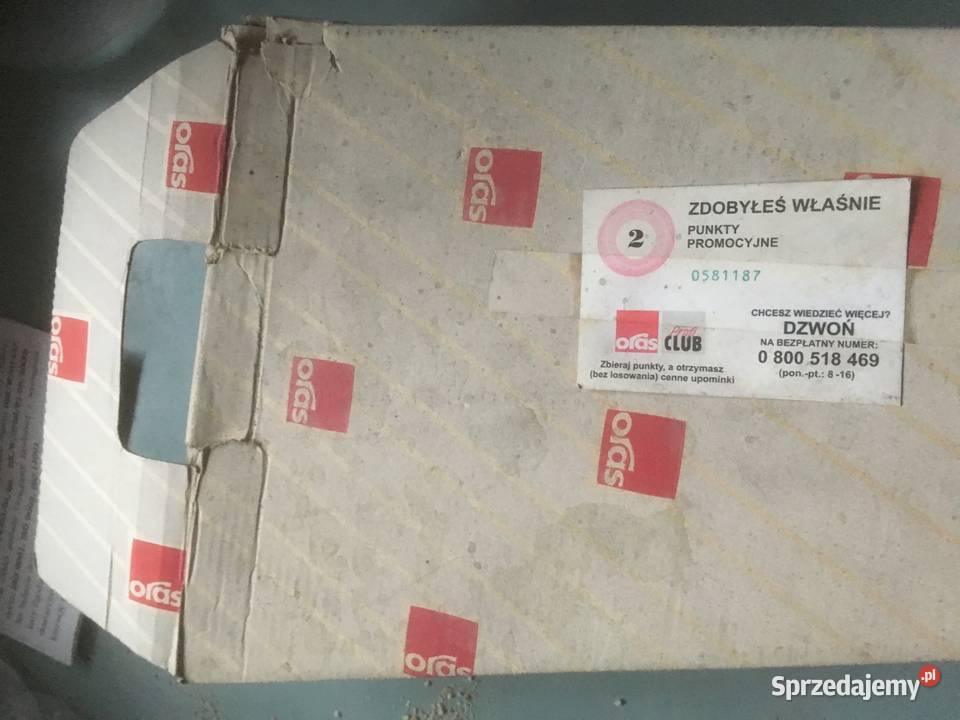 oras
oras
ZDOBYŁEŚ WŁAŚNIE
2
PUNKTY
PROMOCYJNE
0581187
oras
oras
oras Profi CLUB
CHCESZ WIEDZIEĆ WIĘCEJ?
DZWOŃ
NA BEZPŁATNY NUMER:
0 800 518 469
(pon.-pt.: 8 -16)
Zbieraj punkty, a otrzymasz
(bez losowania) cenne upominki
oras
oras
oras
Sprzedajemy.pl